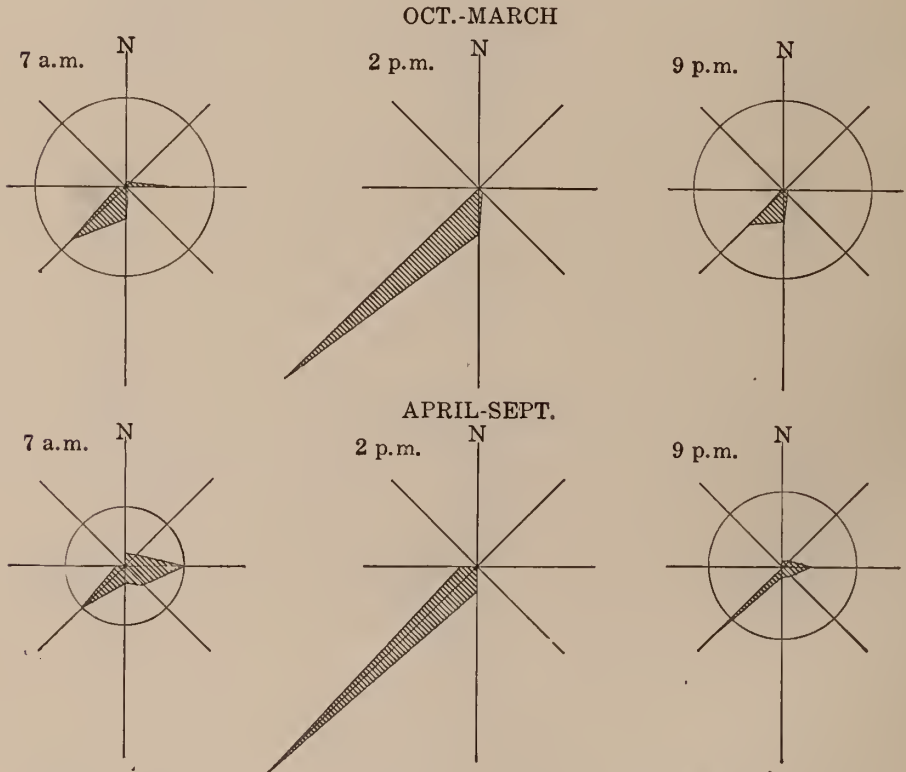 OCT.-MARCH
7 a.m. N 2 p.m. N 9 p.m. N
APRIL-SEPT.
7 a.m. N 2 p.m. N 9 p.m. N